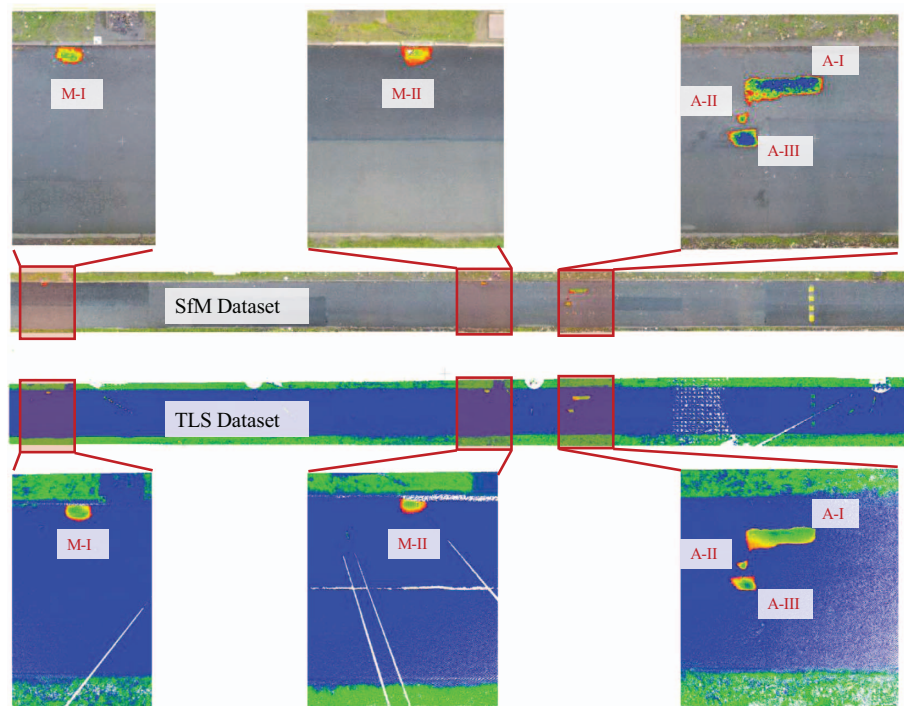 M-I
M-II
A-I
A-II
A-III
SfM Dataset
TLS Dataset
M-I
M-II
A-I
A-II
A-III